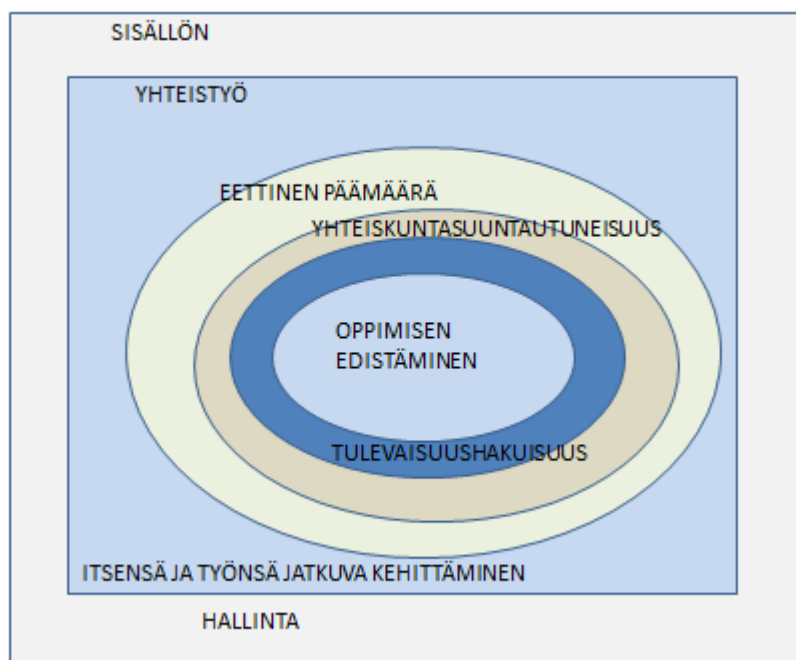 SISÄLLÖN
YHTEISTYÖ
EETTINEN PÄÄMÄÄRÄ
YHTEISKUNTASUUNTAUTUNEISUUS
OPPIMISEN
EDISTÄMINEN
TULEVAISUUSHAKUISUUS
ITSENSÄ JA TYÖNSÄ JATKUVA KEHITTÄMINEN
HALLINTA